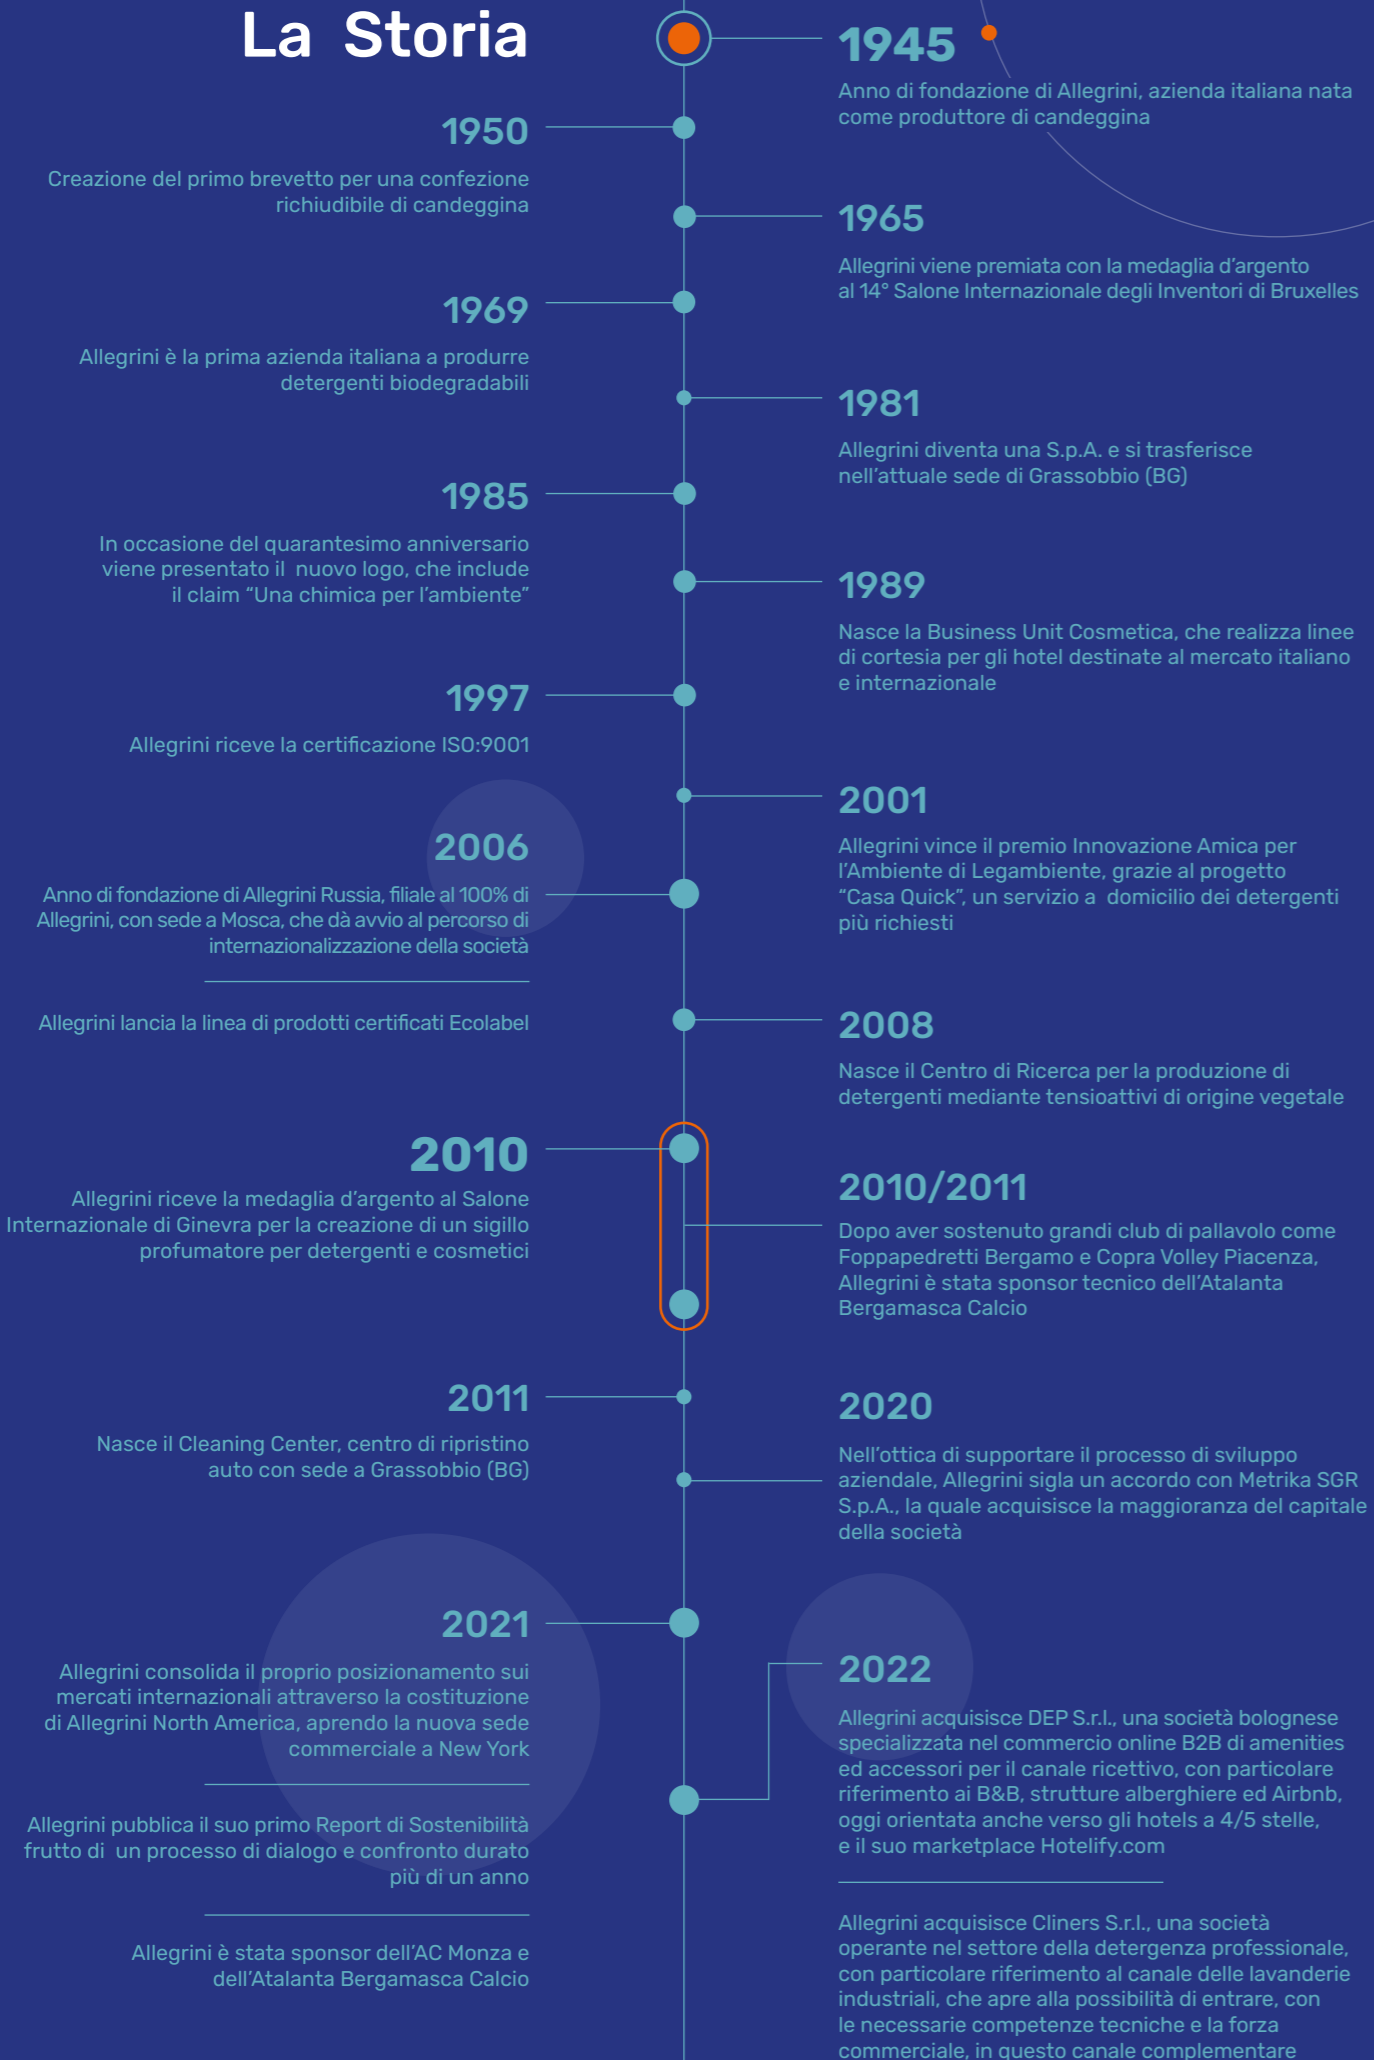 La Storia
1945
Anno di fondazione di Allegrini, azienda italiana nata
come produttore di candeggina
1950
Creazione del primo brevetto per una confezione
richiudibile di candeggina
1965
Allegrini viene premiata con la medaglia d'argento
al 14° Salone Internazionale degli Inventori di Bruxelles
1969
Allegrini è la prima azienda italiana a produrre
detergenti biodegradabili
1981
Allegrini diventa una S.p.A. e si trasferisce
nell'attuale sede di Grassobbio (BG)
1985
In occasione del quarantesimo anniversario
viene presentato il nuovo logo, che include
il claim “Una chimica per l'ambiente”
1989
Nasce la Business Unit Cosmetica, che realizza linee
di cortesia per gli hotel destinate al mercato italiano
e internazionale
1997
Allegrini riceve la certificazione ISO:9001
2001
Allegrini vince il premio Innovazione Amica per
l'Ambiente di Legambiente, grazie al progetto
“Casa Quick”, un servizio a domicilio dei detergenti
più richiesti
2006
Anno di fondazione di Allegrini Russia, filiale al 100% di
Allegrini, con sede a Mosca, che dà avvio al percorso di
internazionalizzazione della società
Allegrini lancia la linea di prodotti certificati Ecolabel
2008
Nasce il Centro di Ricerca per la produzione di
detergenti mediante tensioattivi di origine vegetale
2010
Allegrini riceve la medaglia d'argento al Salone
Internazionale di Ginevra per la creazione di un sigillo
profumatore per detergenti e cosmetici
2010/2011
Dopo aver sostenuto grandi club di pallavolo come
Foppapedretti Bergamo e Copra Volley Piacenza,
Allegrini è stata sponsor tecnico dell'Atalanta
Bergamasca Calcio
2011
Nasce il Cleaning Center, centro di ripristino
auto con sede a Grassobbio (BG)
2020
Nell'ottica di supportare il processo di sviluppo
aziendale, Allegrini sigla un accordo con Metrika SGR
S.p.A., la quale acquisisce la maggioranza del capitale
della società
2021
Allegrini consolida il proprio posizionamento sui
mercati internazionali attraverso la costituzione
di Allegrini North America, aprendo la nuova sede
commerciale a New York
Allegrini pubblica il suo primo Report di Sostenibilità
frutto di un processo di dialogo e confronto durato
più di un anno
Allegrini è stata sponsor dell'AC Monza e
dell'Atalanta Bergamasca Calcio
2022
Allegrini acquisisce DEP S.r.l., una società bolognese
specializzata nel commercio online B2B di amenities
ed accessori per il canale ricettivo, con particolare
riferimento ai B&B, strutture alberghiere ed Airbnb,
oggi orientata anche verso gli hotels a 4/5 stelle,
e il suo marketplace Hotelify.com
Allegrini acquisisce Cliners S.r.l., una società
operante nel settore della detergenza professionale,
con particolare riferimento al canale delle lavanderie
industriali, che apre alla possibilità di entrare, con
le necessarie competenze tecniche e la forza
commerciale, in questo canale complementare